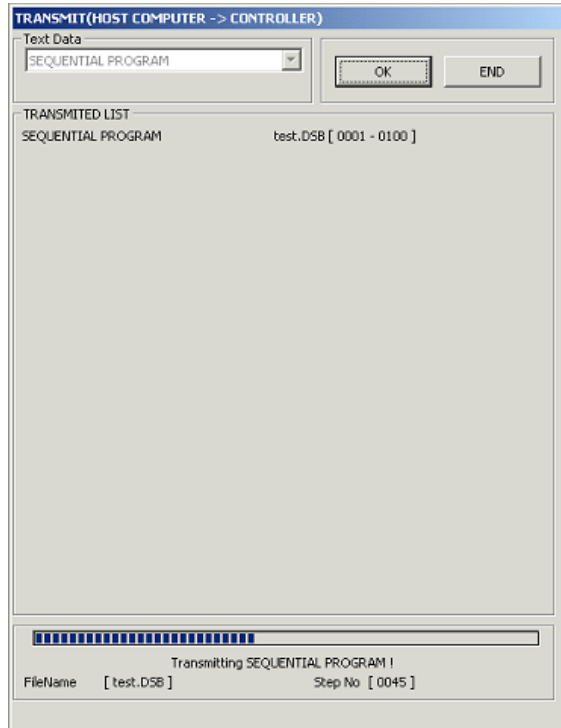 TRANSMIT(HOST COMPUTER -> CONTROLLER)
Text Data
SEQUENTIAL PROGRAM
OK END
TRANSMITED LIST
SEQUENTIAL PROGRAM test.DSB [ 0001 - 0100 ]
Transmitting SEQUENTIAL PROGRAM !
FileName [ test.DSB ] Step No [ 0045 ]